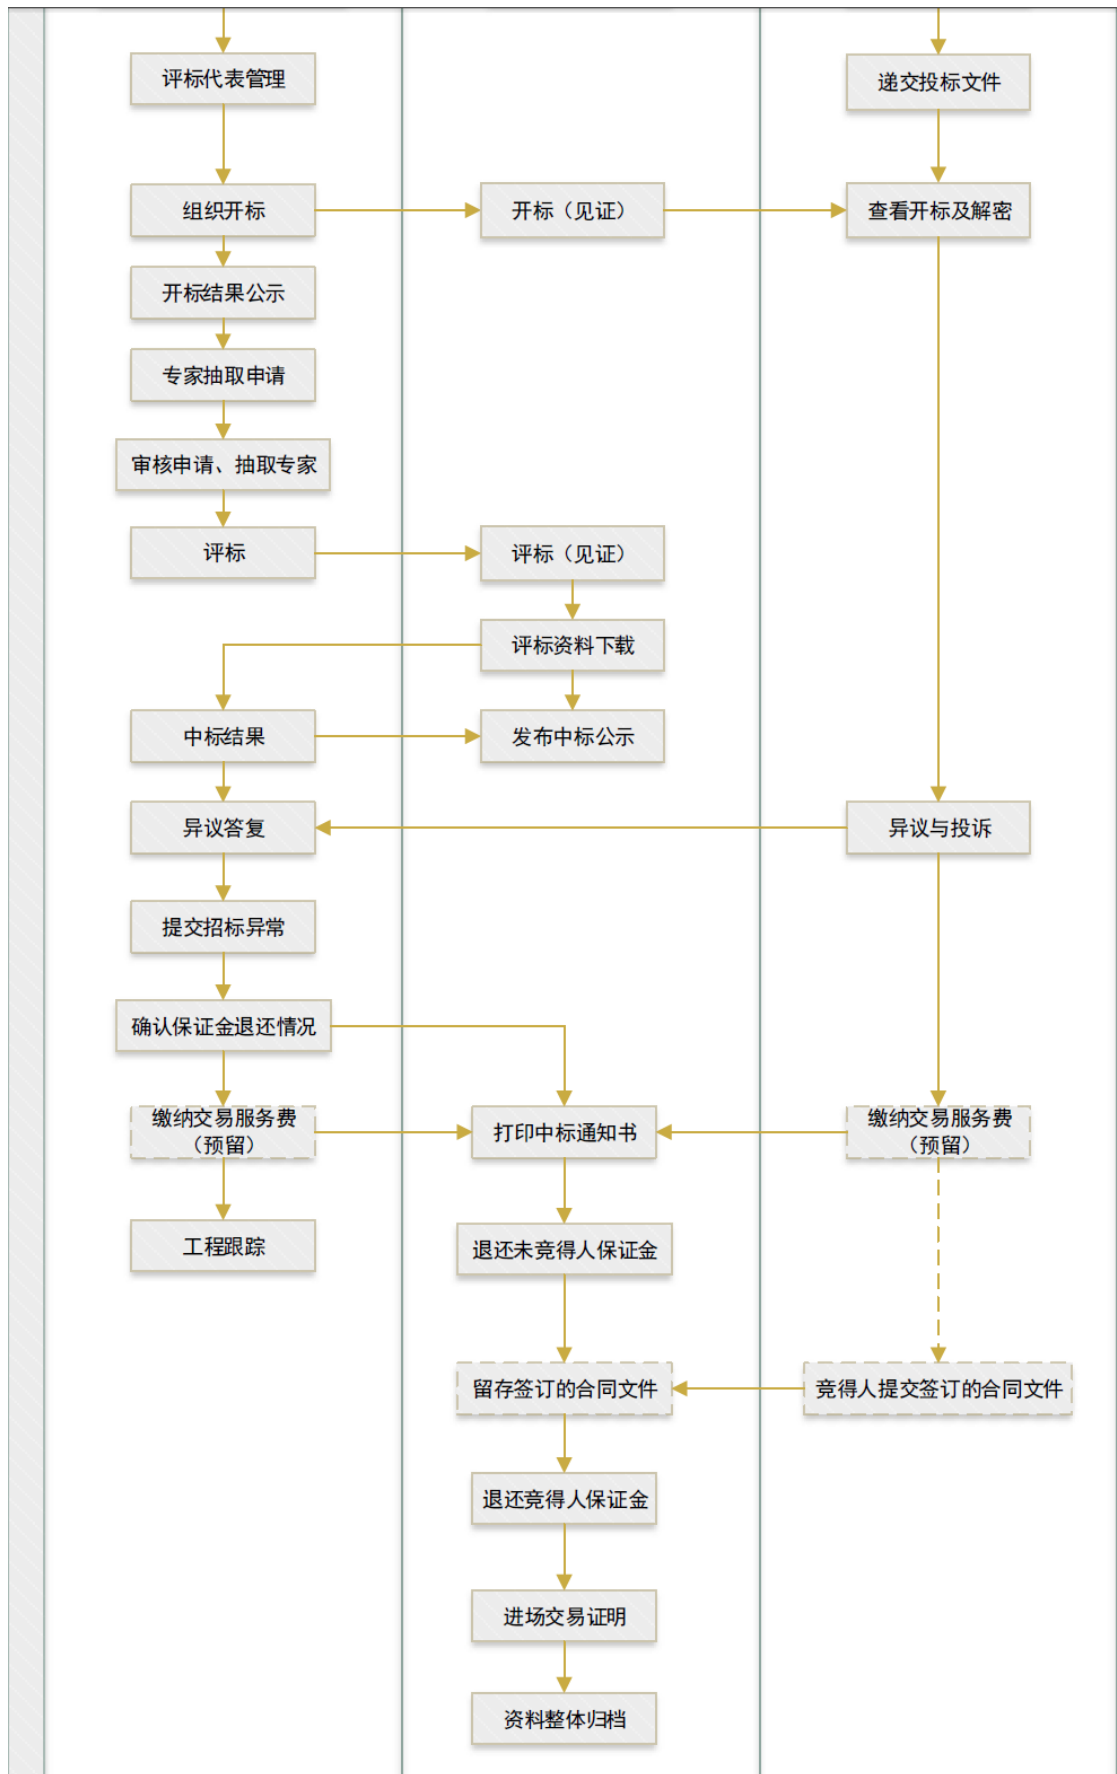 评标代表管理
递交投标文件
组织开标
开标（见证）
查看开标及解密
开标结果公示
专家抽取申请
审核申请、抽取专家
评标
评标（见证）
评标资料下载
中标结果
发布中标公示
异议答复
异议与投诉
提交招标异常
确认保证金退还情况
缴纳交易服务费
（预留）
打印中标通知书
缴纳交易服务费
（预留）
工程跟踪
退还未竞得人保证金
留存签订的合同文件
竞得人提交签订的合同文件
退还竞得人保证金
进场交易证明
资料整体归档